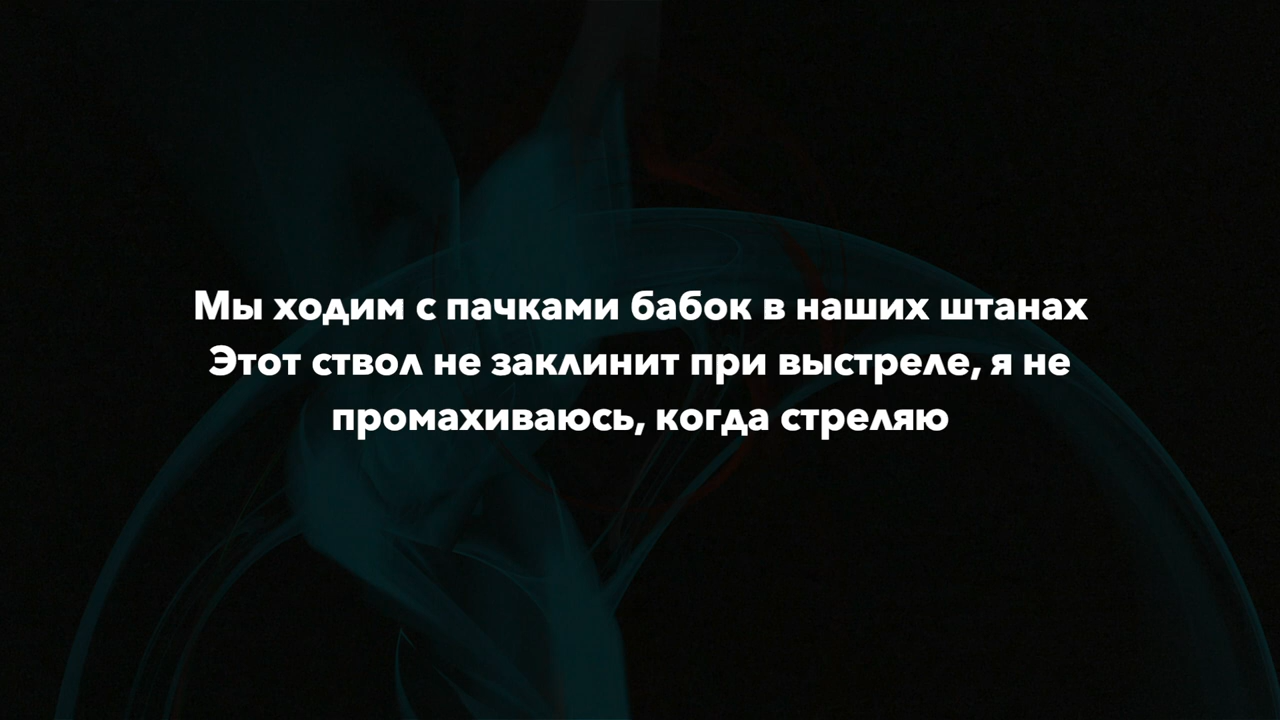 Мы ходим с пачками бабок в наших штанах
Этот ствол не заклинит при выстреле, я не
промахиваюсь, когда стреляю